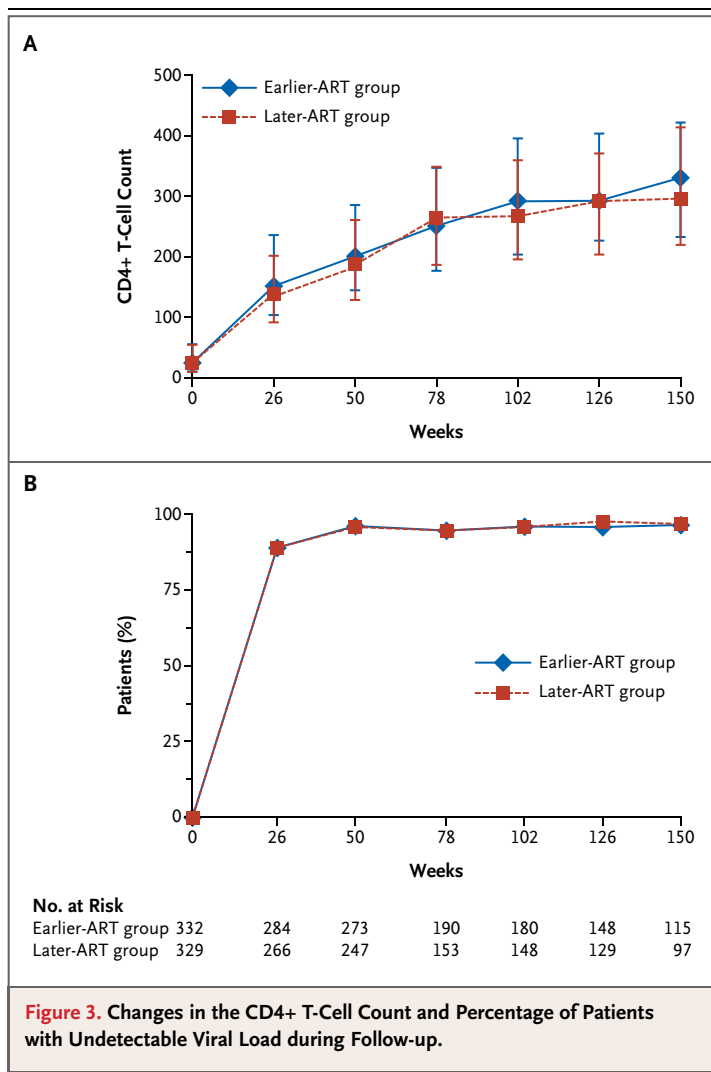 A
500
400
300
200
100
0
CD4+ T-Cell Count
Earlier-ART group
Later-ART group
0 26 50 78 102 126 150
Weeks
B
100
75
50
25
0
Patients (%)
Earlier-ART group
Later-ART group
0 26 50 78 102 126 150
Weeks
No. at Risk
Earlier-ART group 332 284 273 190 180 148 115
Later-ART group 329 266 247 153 148 129 97
Figure 3. Changes in the CD4+ T-Cell Count and Percentage of Patients
with Undetectable Viral Load during Follow-up.